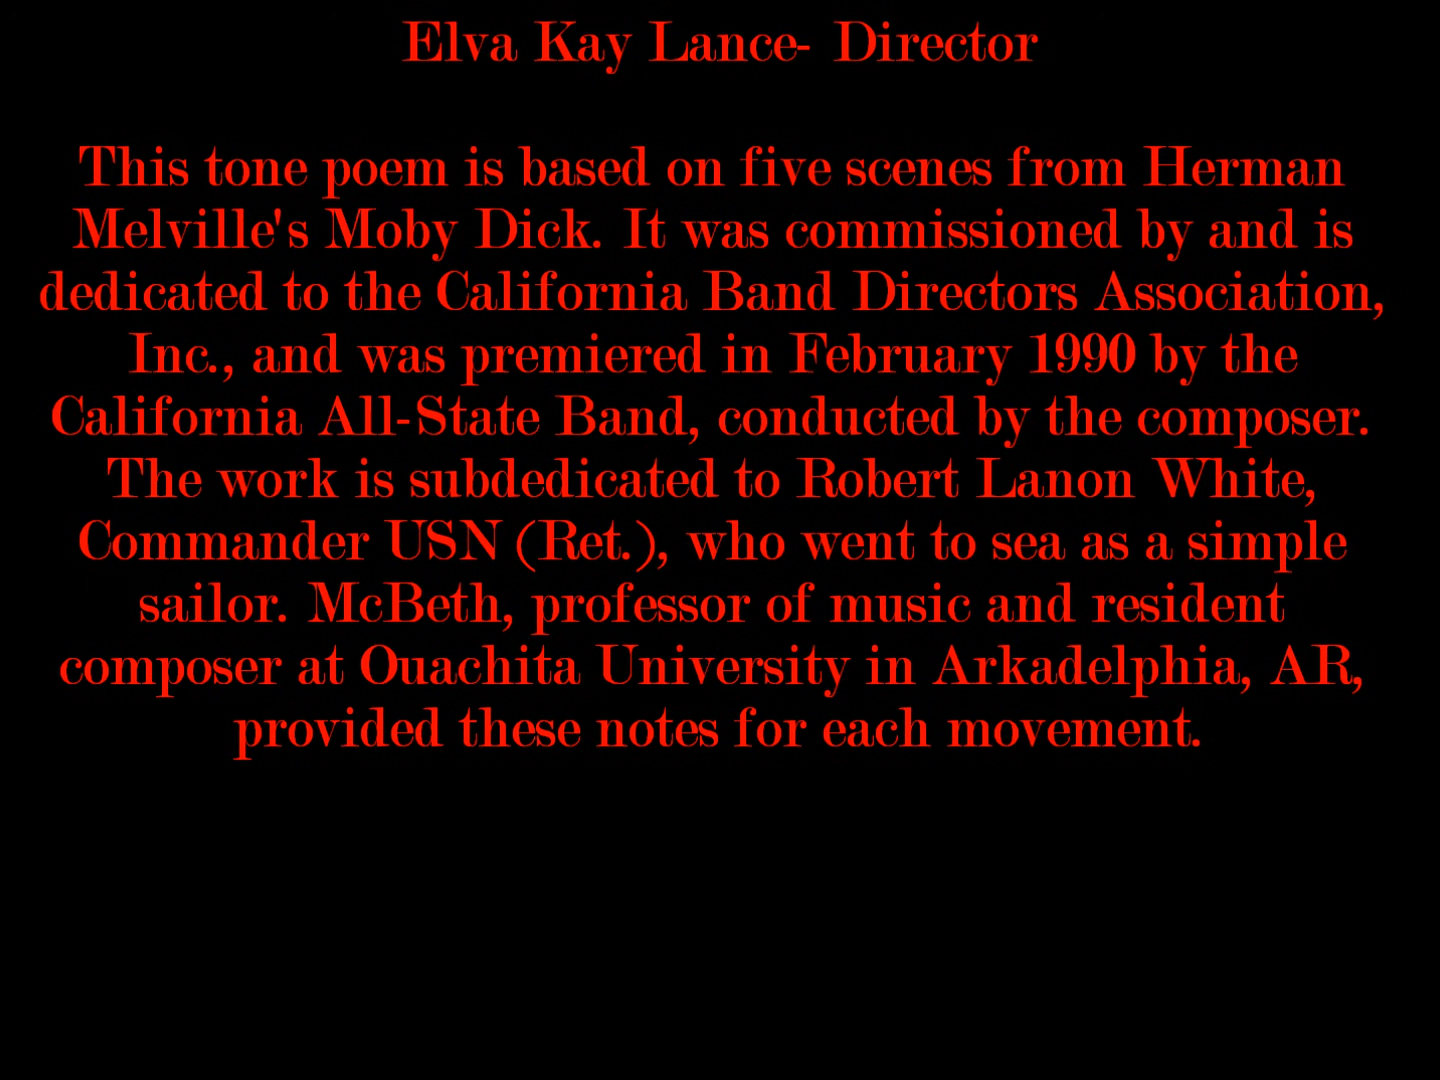 Elva Kay Lance- Director
This tone poem is based on five scenes from Herman
Melville's Moby Dick. It was commissioned by and is
dedicated to the California Band Directors Association,
Inc., and was premiered in February 1990 by the
California All-State Band, conducted by the composer.
The work is subdedicated to Robert Lanon White,
Commander USN (Ret.), who went to sea as a simple
sailor. McBeth, professor of music and resident
composer at Ouachita University in Arkadelphia, AR,
provided these notes for each movement.